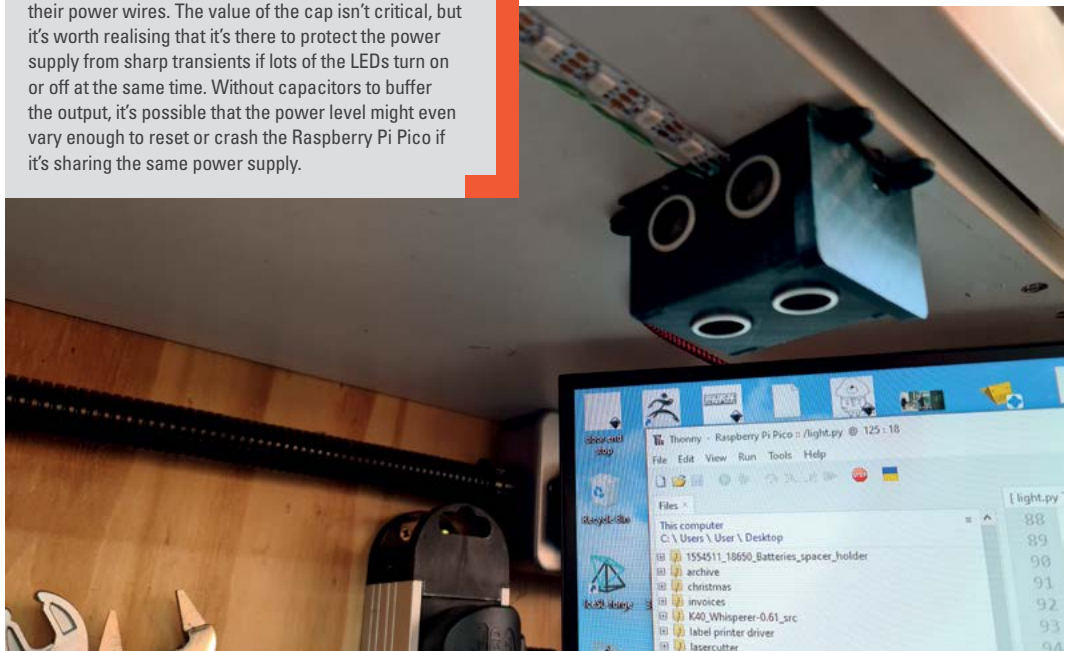 their power wires. The value of the cap isn’t critical, but
it’s worth realising that it’s there to protect the power
supply from sharp transients if lots of the LEDs turn on
or off at the same time. Without capacitors to buffer
the output, it’s possible that the power level might even
vary enough to reset or crash the Raspberry Pi Pico if
it’s sharing the same power supply.
stop
Recycle Bin
Thonny - Raspberry Pi Pico :: /light.py @ 125 : 18
File Edit View Run Tools Help
Files ×
This computer
C: \ Users \ User \ Desktop
1554511_18650_Batteries_spacer_holder
archive
christmas
invoices
K40_Whisperer-0.61_src
label printer driver
lasercutter
[ light.py
88
89
90
91
92
93
94